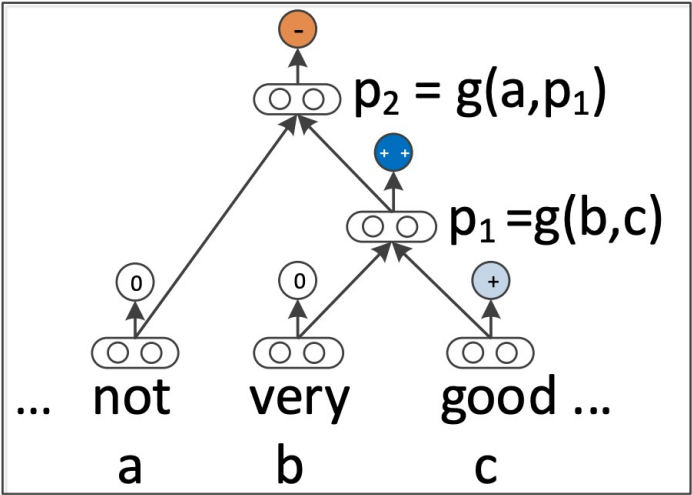 -
p₂ = g(a,p₁)
+ +
p₁ =g(b,c)
0 0 +
... not very good ...
a b c